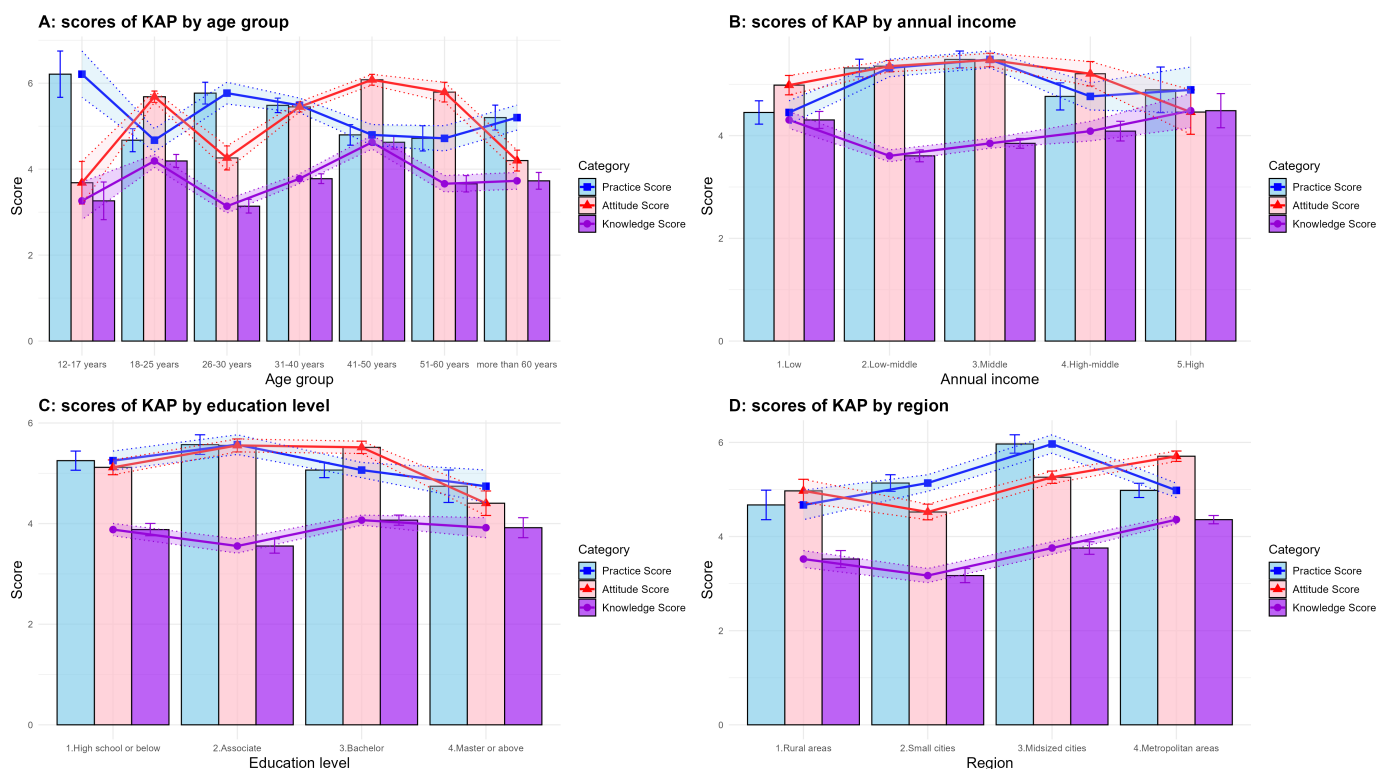 A: scores of KAP by age group
Score
6
4
2
0
12-17 years
18-25 years
26-30 years
31-40 years
41-50 years
51-60 years
more than 60 years
Age group
Category
Practice Score
Attitude Score
Knowledge Score
B: scores of KAP by annual income
Score
4
2
0
1.Low
2.Low-middle
3.Middle
4.High-middle
5.High
Annual income
Category
Practice Score
Attitude Score
Knowledge Score
C: scores of KAP by education level
Score
6
4
2
0
1.High school or below
2.Associate
3.Bachelor
4.Master or above
Education level
Category
Practice Score
Attitude Score
Knowledge Score
D: scores of KAP by region
Score
6
4
2
0
1.Rural areas
2.Small cities
3.Midsized cities
4.Metropolitan areas
Region
Category
Practice Score
Attitude Score
Knowledge Score